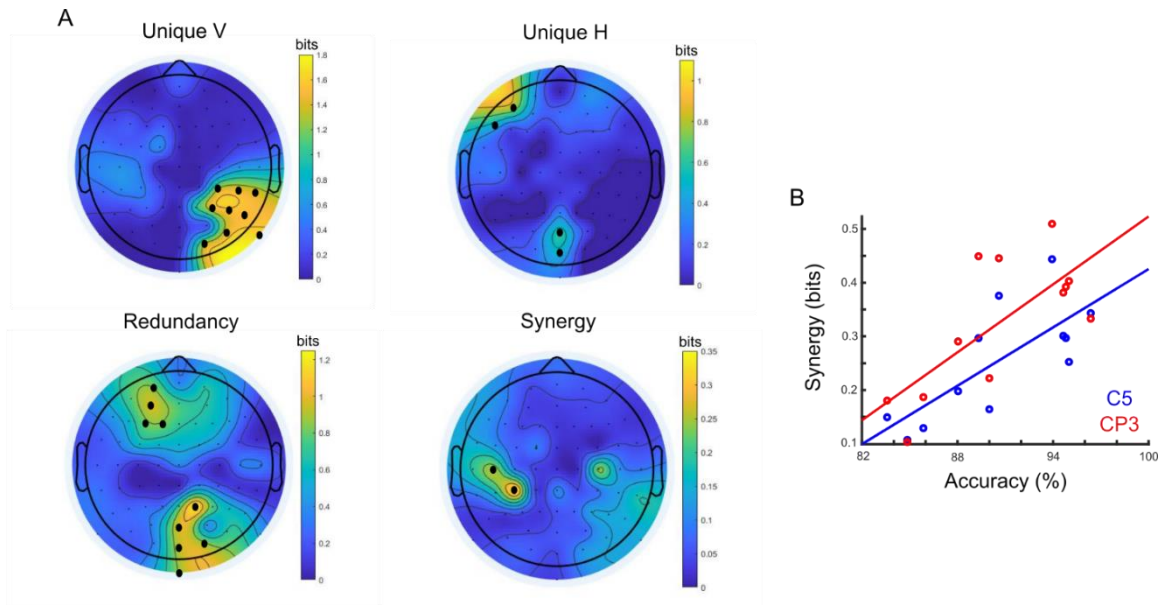 A
Unique V
bits
1.8
1.6
1.4
1.2
1
0.8
0.6
0.4
0.2
0
Unique H
bits
1
0.8
0.6
0.4
0.2
0
Redundancy
bits
1.2
1
0.8
0.6
0.4
0.2
0
Synergy
bits
0.35
0.3
0.25
0.2
0.15
0.1
0.05
0
B
Synergy (bits)
0.5
0.4
0.3
0.2
0.1
82
88
94
100
Accuracy (%)
C5
CP3